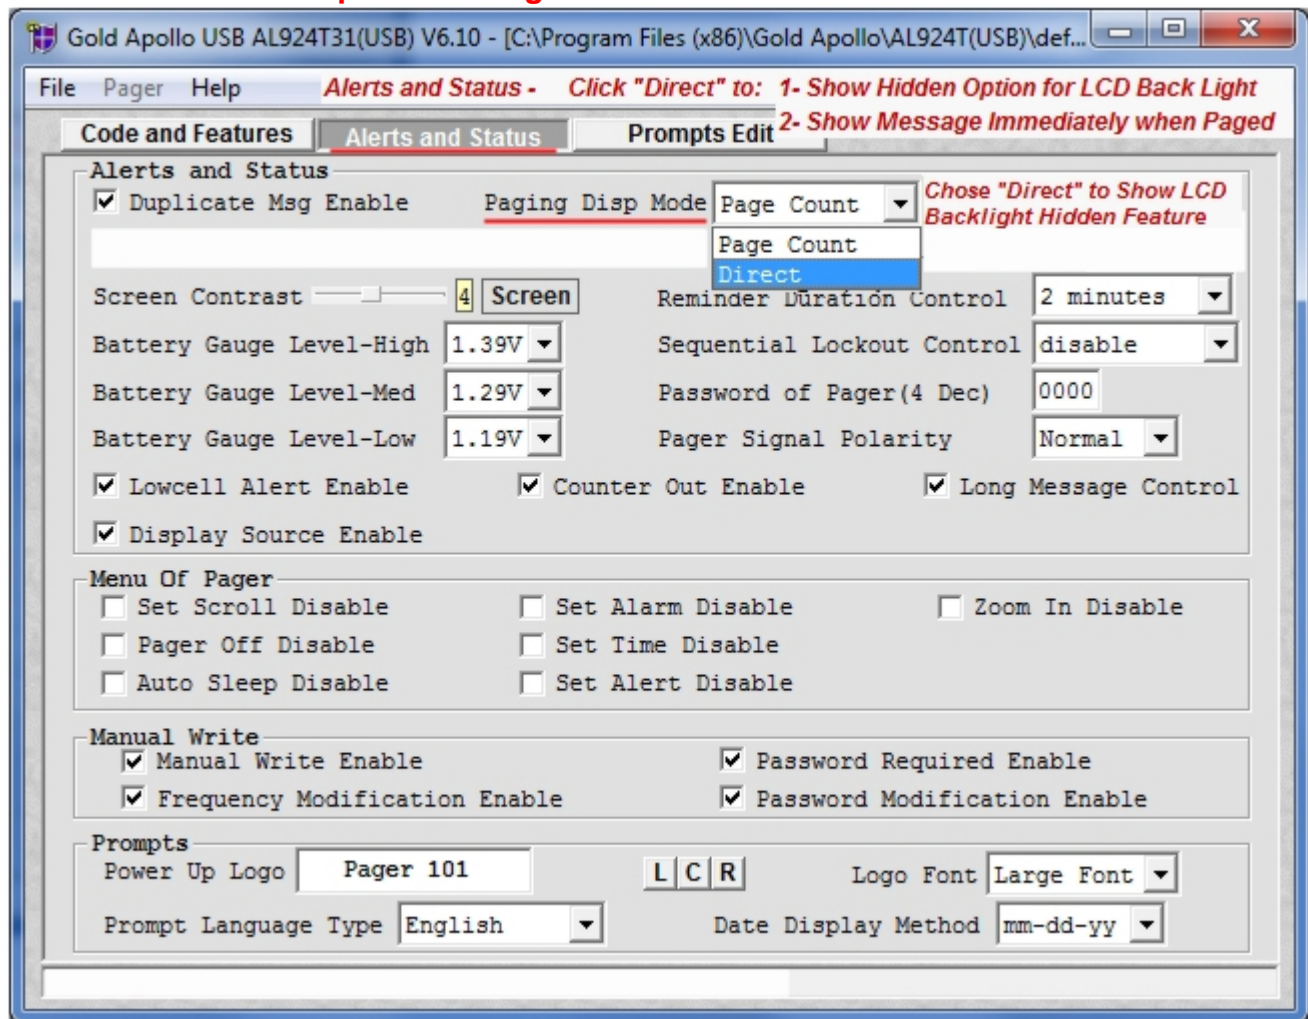 Gold Apollo USB AL924T31(USB) V6.10 - [C:\Program Files (x86)\Gold Apollo\AL924T(USB)\def...
File Pager Help Alerts and Status - Click "Direct" to: 1- Show Hidden Option for LCD Back Light
2- Show Message Immediately when Paged
Code and Features Alerts and Status Prompts Edit
Alerts and Status
Duplicate Msg Enable Paging Disp Mode Page Count Chose "Direct" to Show LCD
Backlight Hidden Feature
Page Count
Direct
Screen Contrast 4 Screen Reminder Duration Control 2 minutes
Battery Gauge Level-High 1.39V Sequential Lockout Control disable
Battery Gauge Level-Med 1.29V Password of Pager(4 Dec) 0000
Battery Gauge Level-Low 1.19V Pager Signal Polarity Normal
Lowcell Alert Enable Counter Out Enable Long Message Control
Display Source Enable
Menu Of Pager
Set Scroll Disable Set Alarm Disable Zoom In Disable
Pager Off Disable Set Time Disable
Auto Sleep Disable Set Alert Disable
Manual Write
Manual Write Enable Password Required Enable
Frequency Modification Enable Password Modification Enable
Prompts
Power Up Logo Pager 101 L C R Logo Font Large Font
Prompt Language Type English Date Display Method mm-dd-yy